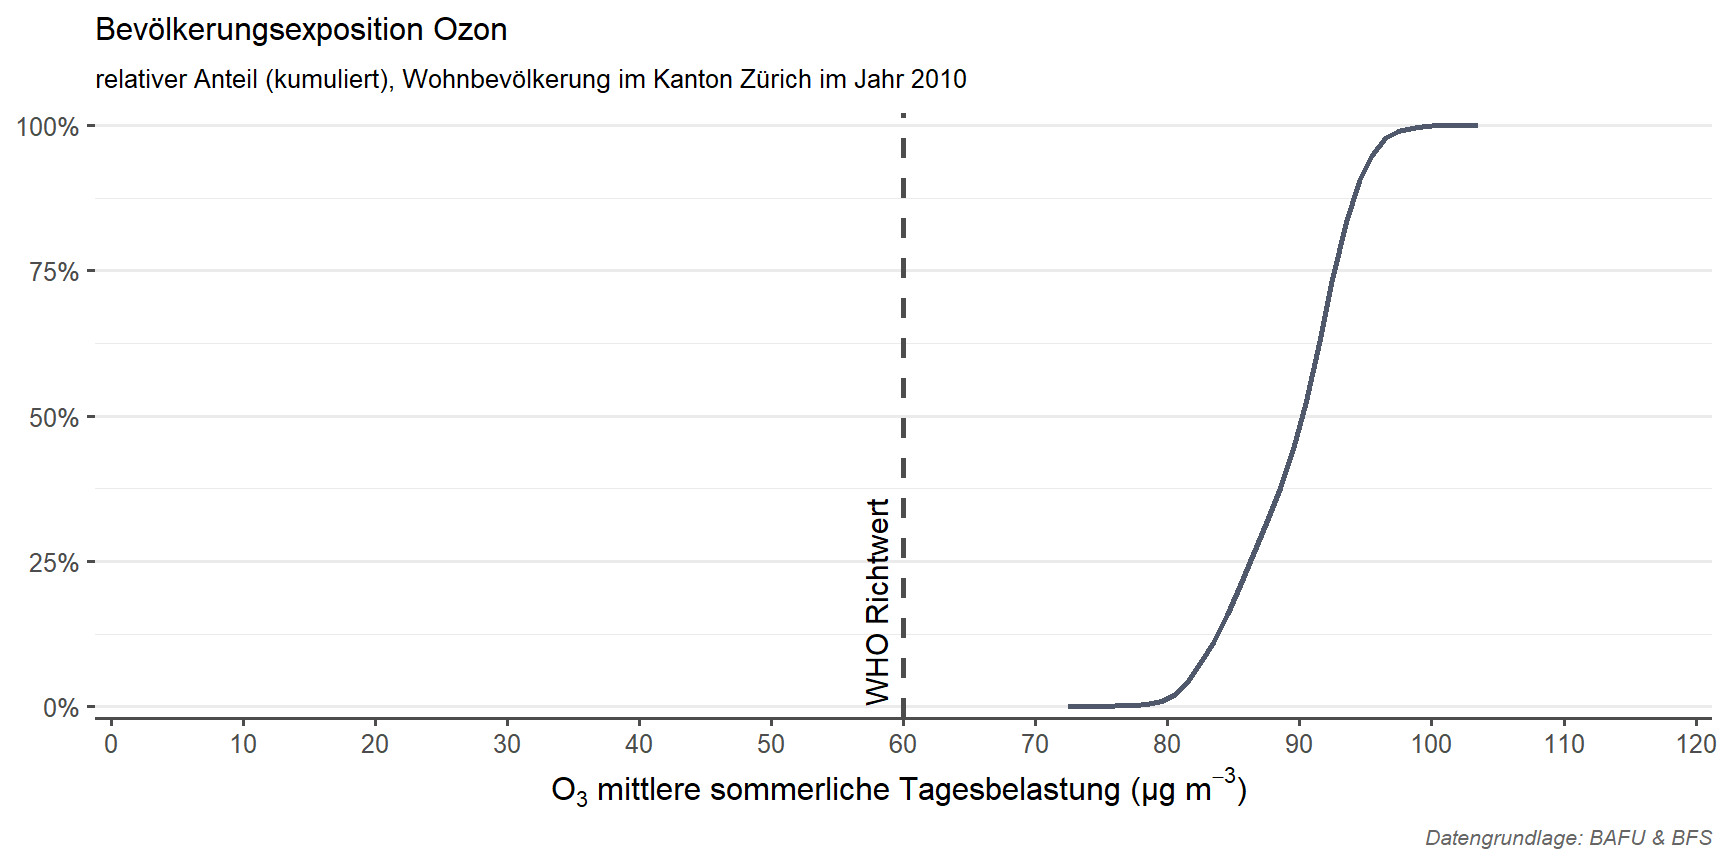 Bevölkerungsexposition Ozon
relativer Anteil (kumuliert), Wohnbevölkerung im Kanton Zürich im Jahr 2010
100%
75%
50%
25%
0%
WHO Richtwert
0 10 20 30 40 50 60 70 80 90 100 110 120
O₃ mittlere sommerliche Tagesbelastung (µg m⁻³)
Datengrundlage: BAFU & BFS